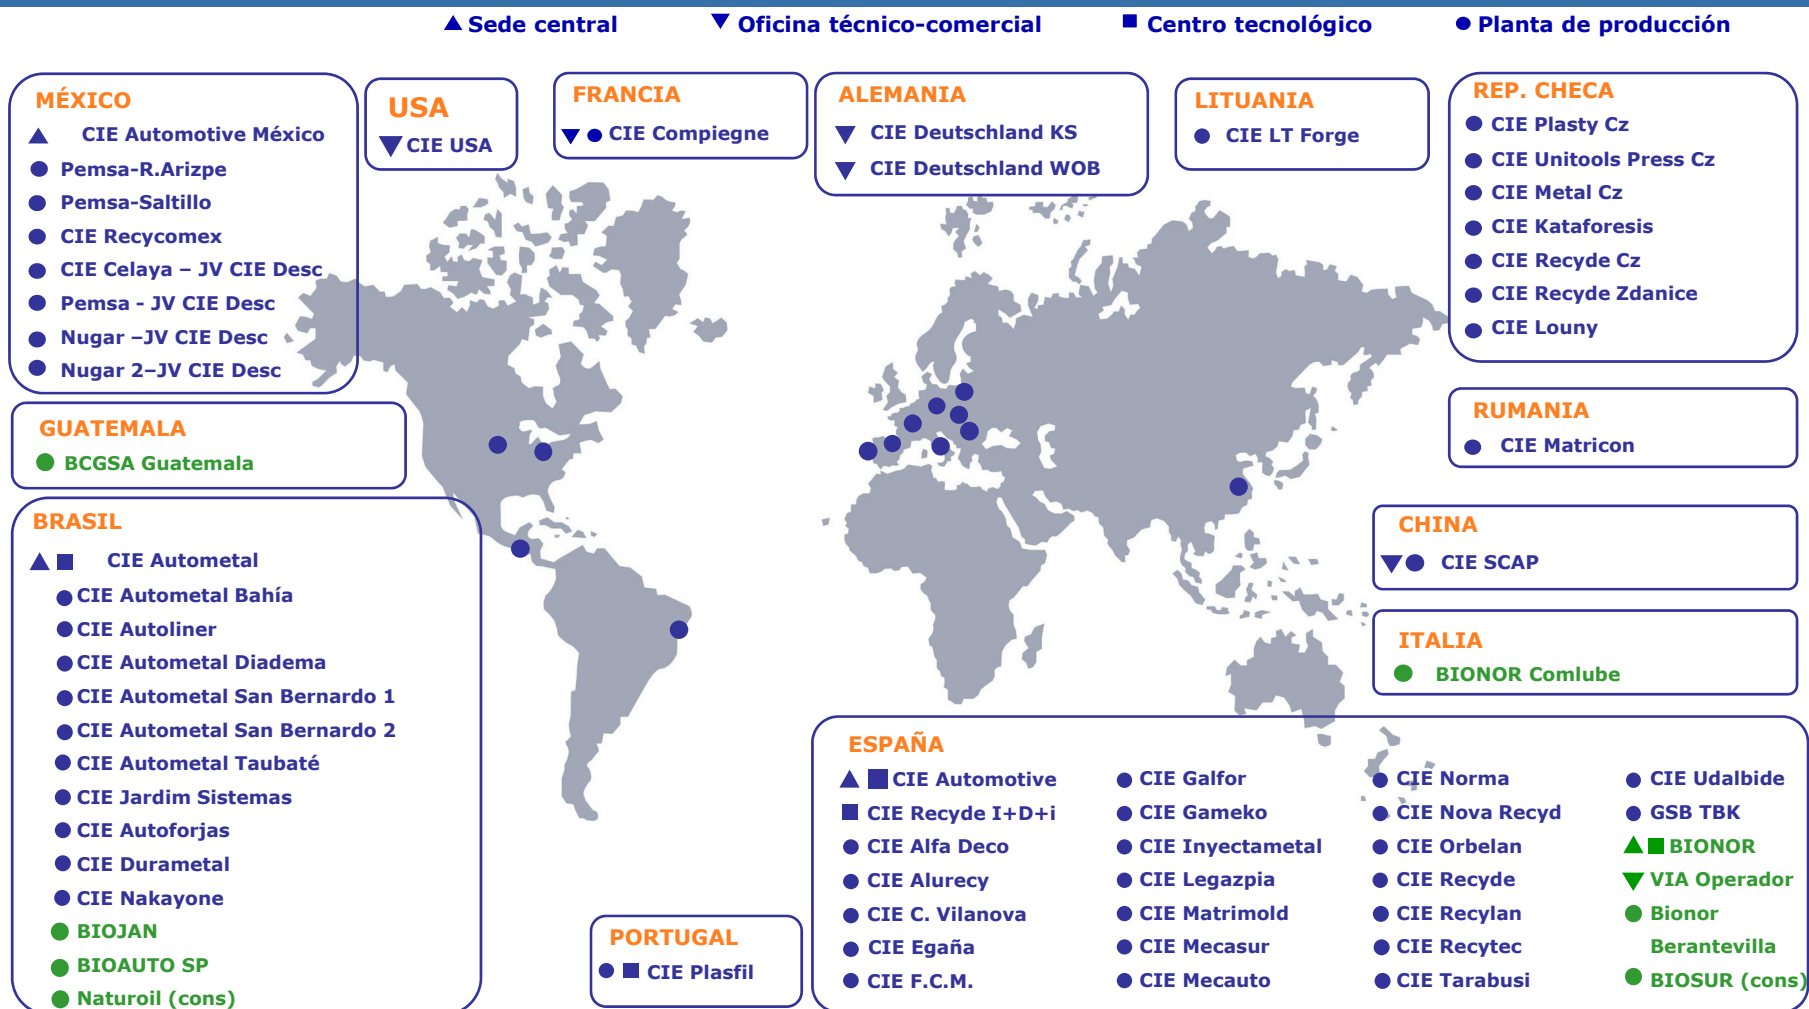 Sede central
Oficina técnico-comercial
Centro tecnológico
Planta de producción
MÉXICO
CIE Automotive México
Pemsa-R.Arizpe
Pemsa-Saltillo
CIE Recycomex
CIE Celaya – JV CIE Desc
Pemsa - JV CIE Desc
Nugar –JV CIE Desc
Nugar 2–JV CIE Desc
USA
CIE USA
FRANCIA
CIE Compiegne
ALEMANIA
CIE Deutschland KS
CIE Deutschland WOB
LITUANIA
CIE LT Forge
REP. CHECA
CIE Plasty Cz
CIE Unitools Press Cz
CIE Metal Cz
CIE Kataforesis
CIE Recyde Cz
CIE Recyde Zdanice
CIE Louny
GUATEMALA
BCGSA Guatemala
RUMANIA
CIE Matricon
BRASIL
CIE Autometal
CIE Autometal Bahía
CIE Autoliner
CIE Autometal Diadema
CIE Autometal San Bernardo 1
CIE Autometal San Bernardo 2
CIE Autometal Taubaté
CIE Jardim Sistemas
CIE Autoforjas
CIE Durametal
CIE Nakayone
BIOJAN
BIOAUTO SP
Naturoil (cons)
CHINA
CIE SCAP
ITALIA
BIONOR Comlube
PORTUGAL
CIE Plasfil
ESPAÑA
CIE Automotive
CIE Recyde I+D+i
CIE Alfa Deco
CIE Alurecy
CIE C. Vilanova
CIE Egaña
CIE F.C.M.
CIE Galfor
CIE Gameko
CIE Inyectametal
CIE Legazpia
CIE Matrimold
CIE Mecasur
CIE Mecauto
CIE Norma
CIE Nova Recyd
CIE Orbelan
CIE Recyde
CIE Recylan
CIE Recytec
CIE Tarabusi
CIE Udalbide
GSB TBK
BIONOR
VIA Operador
Bionor
Berantevilla
BIOSUR (cons)